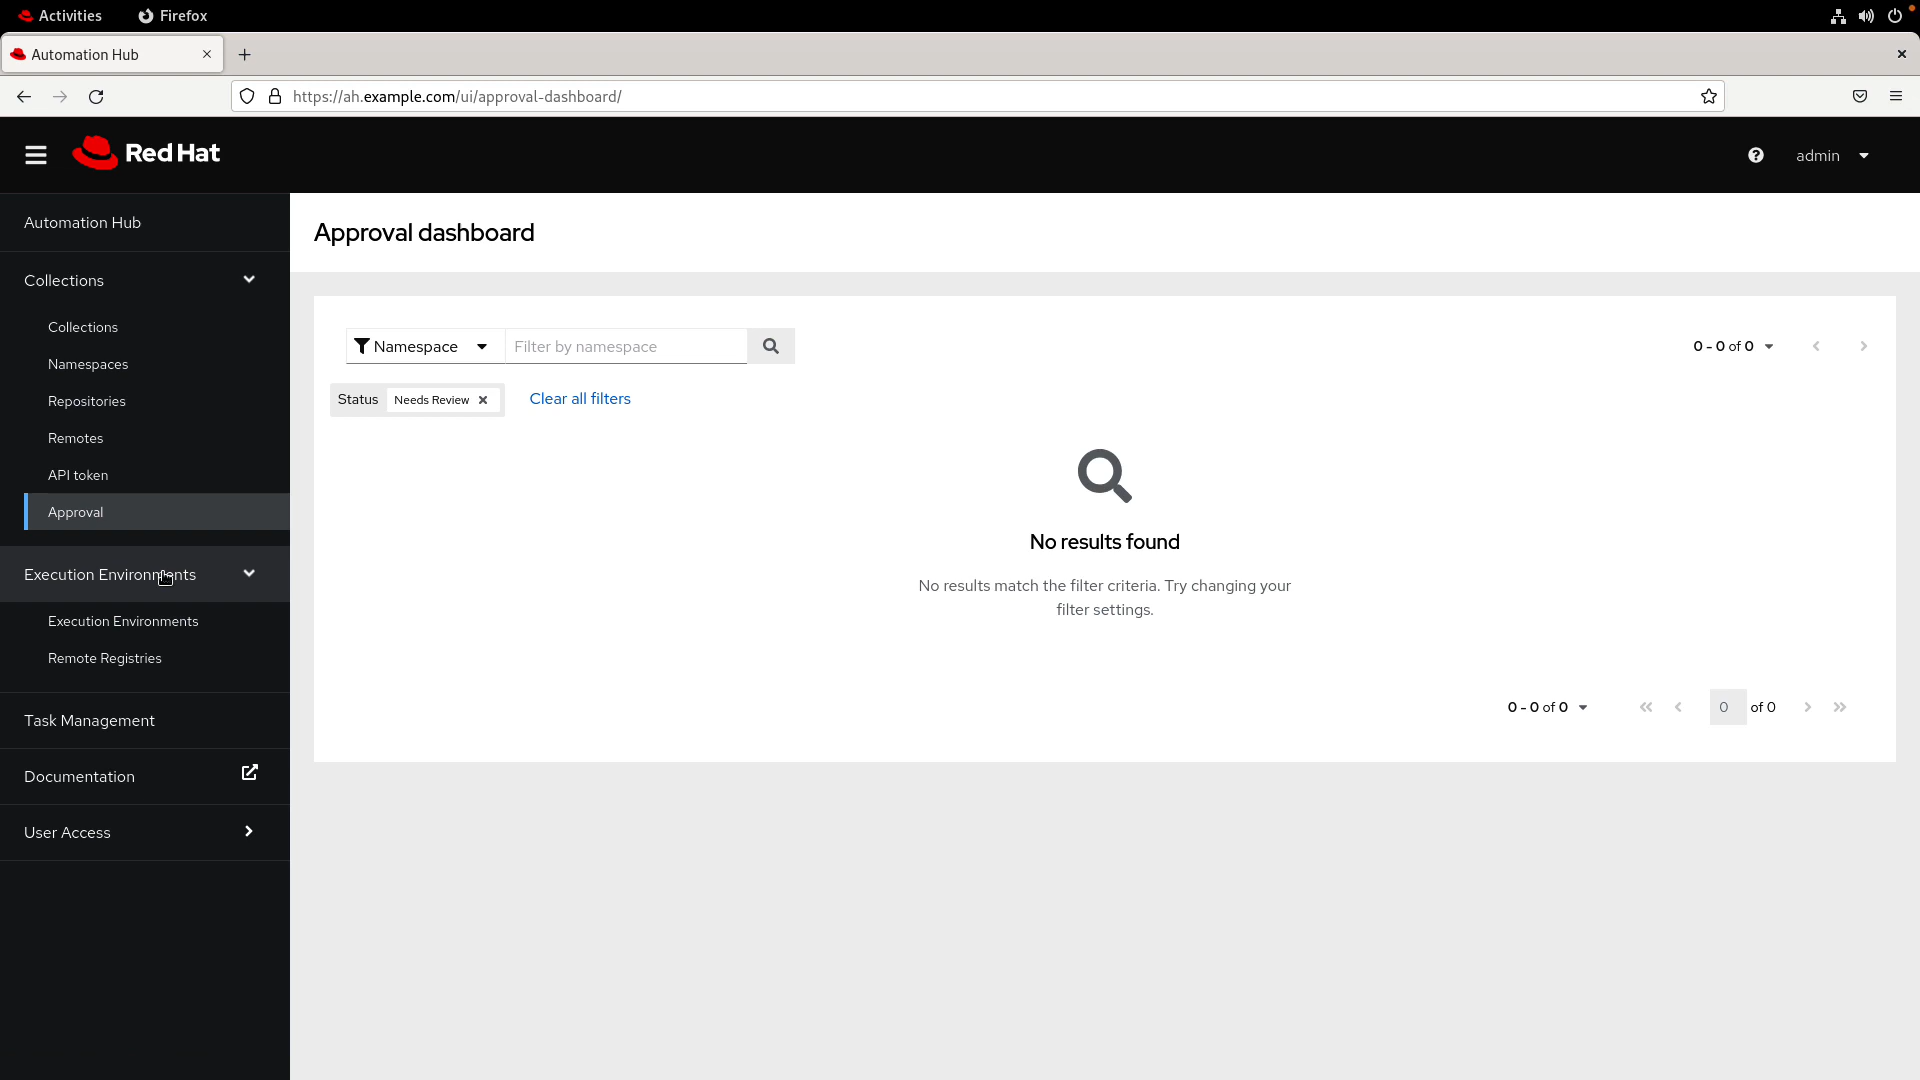 Activities
Firefox
Automation Hub
https://ah.example.com/ui/approval-dashboard/
Red Hat
admin
Automation Hub
Collections
Collections
Namespaces
Repositories
Remotes
API token
Approval
Execution Environments
Execution Environments
Remote Registries
Task Management
Documentation
User Access
Approval dashboard
Namespace
Filter by namespace
0 - 0 of 0
Status
Needs Review
Clear all filters
No results found
No results match the filter criteria. Try changing your
filter settings.
0 - 0 of 0
0 of 0